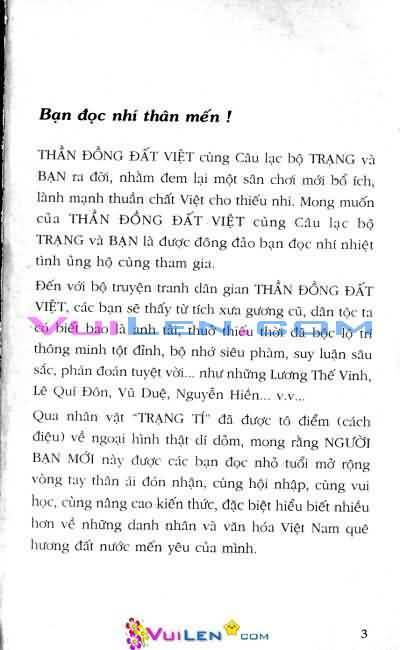 Bạn đọc nhí thân mến !
THẦN ĐỒNG ĐẤT VIỆT cùng Câu lạc bộ TRẠNG và
BẠN ra đời, nhằm đem lại một sân chơi mới bổ ích,
lành mạnh thuần chất Việt cho thiếu nhi. Mong muốn
của THẦN ĐỒNG ĐẤT VIỆT cùng Câu lạc bộ
TRẠNG và BẠN là được đông đảo bạn đọc nhí nhiệt
tình ủng hộ cùng tham gia.
Đến với bộ truyện tranh dân gian THẦN ĐỒNG ĐẤT
VIỆT, các bạn sẽ thấy từ tích xưa gương cũ, dân tộc ta
có biết bao là anh tài, thuở thiếu thời đã bộc lộ trí
thông minh tột đỉnh, bộ nhớ siêu phàm, suy luận sâu
sắc, phán đoán tuyệt vời... như những Lương Thế Vinh,
Lê Quí Đôn, Vũ Duệ, Nguyễn Hiền... v.v...
Qua nhân vật "TRẠNG TÍ" đã được tô điểm (cách
điệu) về ngoại hình thật dí dỏm, mong rằng NGƯỜI
BẠN MỚI này được các bạn đọc nhỏ tuổi mở rộng
vòng tay thân ái đón nhận, cùng hội nhập, cùng vui
học, cùng nâng cao kiến thức, đặc biệt hiểu biết nhiều
hơn về những danh nhân và văn hóa Việt Nam quê
hương đất nước mến yêu của mình.
VUILEN.COM
VUILEN.COM
3